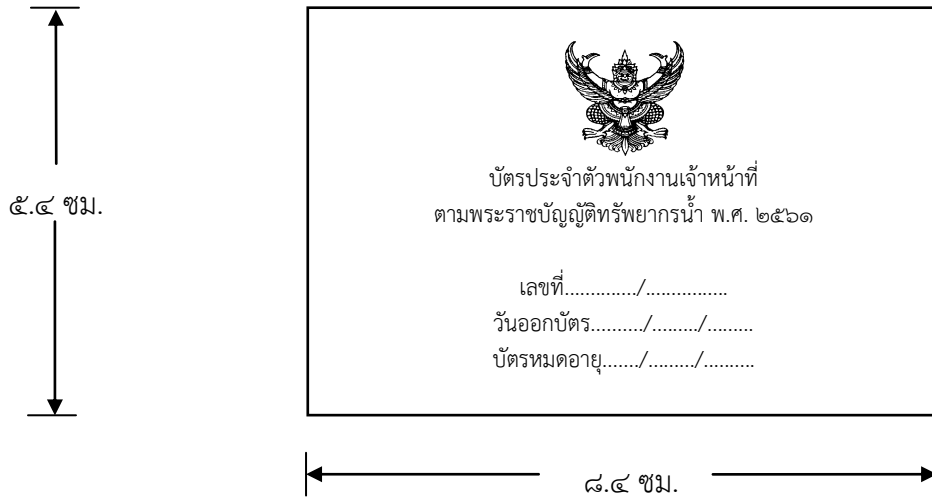 บัตรประจำตัวพนักงานเจ้าหน้าที่
ตามพระราชบัญญัติทรัพยากรน้ำ พ.ศ. ๒๕๖๑
๕.๔ ซม.
เลขที่............./...............
วันออกบัตร........../........./.........
บัตรหมดอายุ......./........./..........
๘.๔ ซม.